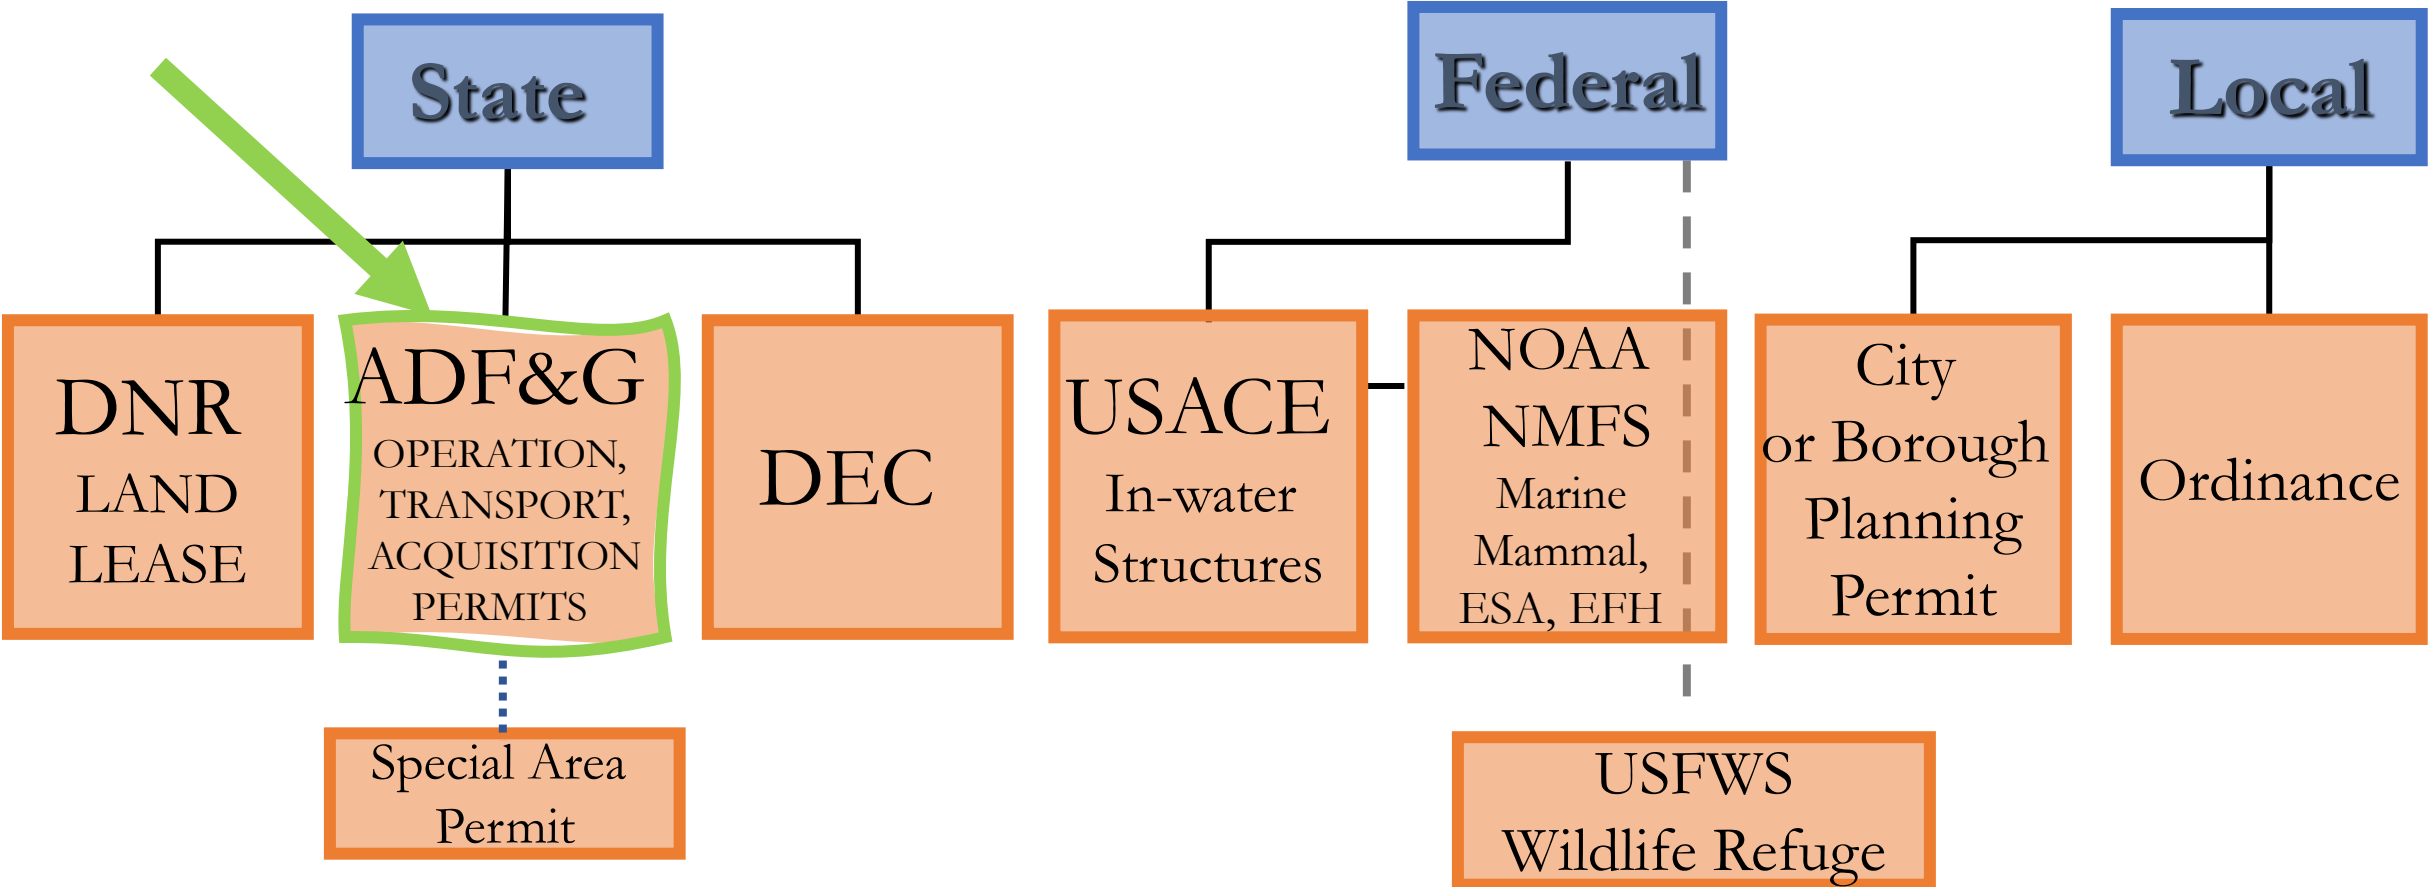 State
Federal
Local
DNR
LAND
LEASE
ADF&G
OPERATION,
TRANSPORT,
ACQUISITION
PERMITS
DEC
USACE
In-water
Structures
NOAA
NMFS
Marine
Mammal,
ESA, EFH
City
or Borough
Planning
Permit
Ordinance
Special Area
Permit
USFWS
Wildlife Refuge